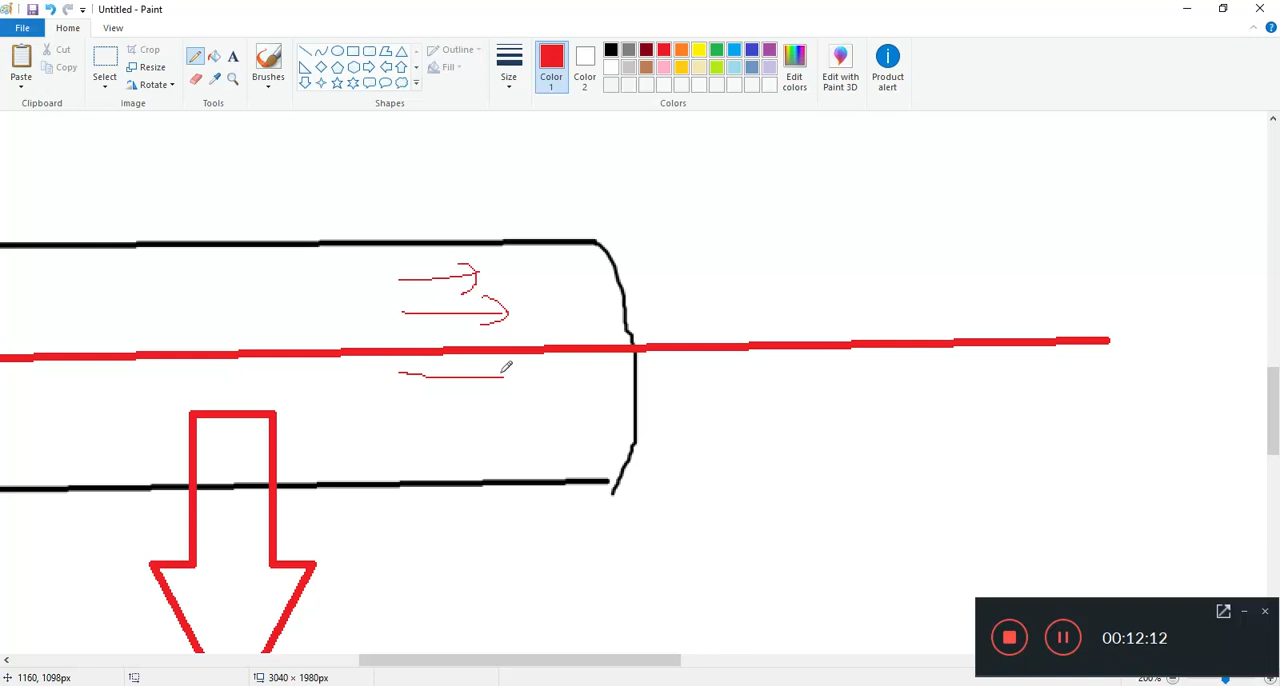 Untitled - Paint
File
Home
View
Paste
Cut
Copy
Clipboard
Select
Crop
Resize
Rotate
Image
A
Tools
Brushes
Outline
Fill
Shapes
Size
Color 1
Color 2
Edit colors
Colors
Edit with Paint 3D
Product alert
00:12:12
1160, 1098px
3040 × 1980px
200%